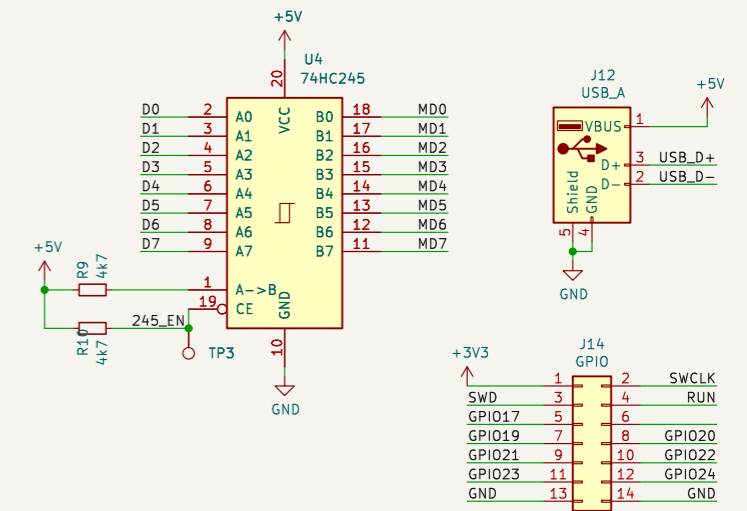 +5V
U4
74HC245
20
VCC
D0 2 A0 B0 18 MD0
D1 3 A1 B1 17 MD1
D2 4 A2 B2 16 MD2
D3 5 A3 B3 15 MD3
D4 6 A4 B4 14 MD4
D5 7 A5 B5 13 MD5
D6 8 A6 B6 12 MD6
D7 9 A7 B7 11 MD7
+5V
R9
4k7
1 A->B
19 CE
GND
245_EN
R10
4k7
TP3
10
GND
J12
USB_A
+5V
VBUS 1
D+ 3 USB_D+
D- 2 USB_D-
Shield
GND
5
4
GND
J14
GPIO
+3V3
1 2 SWCLK
SWD 3 4 RUN
GPIO17 5 6
GPIO19 7 8 GPIO20
GPIO21 9 10 GPIO22
GPIO23 11 12 GPIO24
GND 13 14 GND